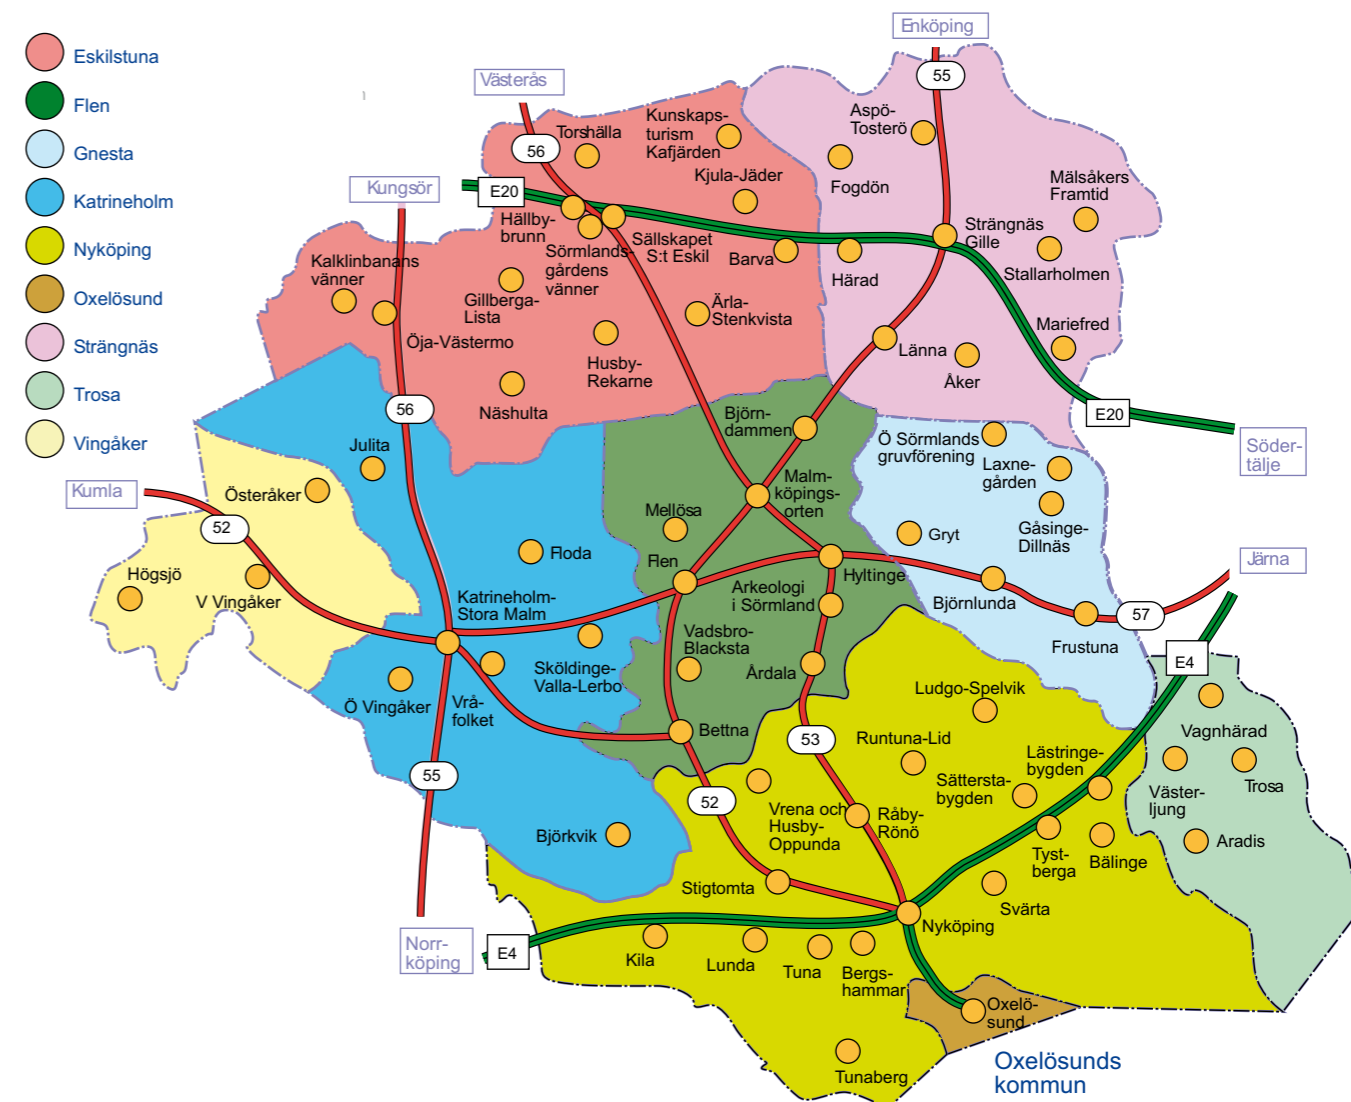 Eskilstuna
Flen
Gnesta
Katrineholm
Nyköping
Oxelösund
Strängnäs
Trosa
Vingåker
Enköping
55
Västerås
56
Kungsör
E20
Torshälla
Kunskaps-
turism
Kafjärden
Kjula-Jäder
Aspö-
Tosterö
Fogdön
Mälsåkers
Framtid
Hällby-
brunn
Sörmlands-
gårdens
vänner
Sällskapet
S:t Eskil
Barva
Härad
Strängnäs
Gille
Stallarholmen
Kalklinbanans
vänner
Gillberga-
Lista
Ärla-
Stenkvista
Öja-Västermo
Husby-
Rekarne
Länna
Mariefred
Åker
Näshulta
56
E20
Söder-
tälje
Björn-
dammen
Julita
Ö Sörmlands
gruvförening
Laxne-
gården
Kumla
Österåker
52
Malm-
köpings-
orten
Mellösa
Gryt
Gåsinge-
Dillnäs
Floda
Flen
Järna
Högsjö
V Vingåker
Hyltinge
Arkeologi
i Sörmland
Björnlunda
Katrineholm-
Stora Malm
57
Frustuna
Vadsbro-
Blacksta
Sköldinge-
Valla-Lerbo
Årdala
E4
Ö Vingåker
Vrå-
folket
Ludgo-Spelvik
Bettna
Vagnhärad
53
Runtuna-Lid
Lästringe-
bygden
55
Sättersta-
bygden
Väster-
ljung
Trosa
52
Vrena och
Husby-
Oppunda
Råby-
Rönö
Björkvik
Tyst-
berga
Bälinge
Aradis
Stigtomta
Svärta
Nyköping
Norr-
köping
E4
Kila
Lunda
Tuna
Bergs-
hammar
Oxelö-
sund
Tunaberg
Oxelösunds
kommun